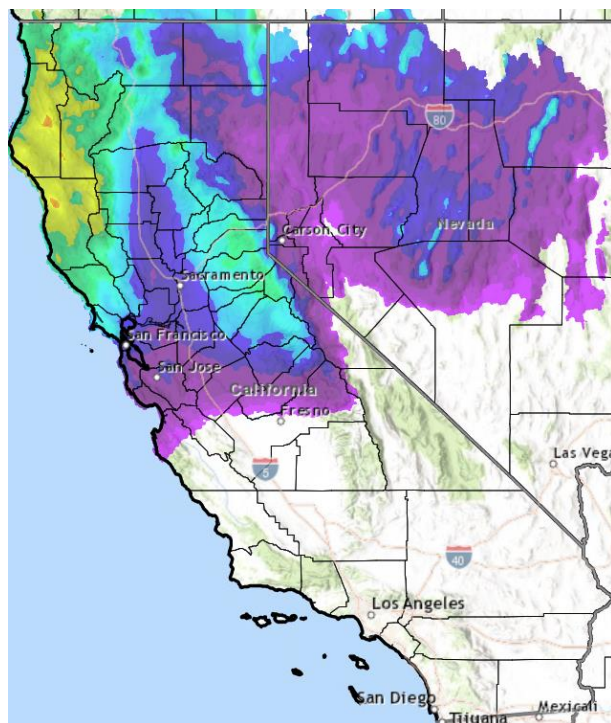 80
Nevada
Carson City
Sacramento
San Francisco
San Jose
California
Fresno
5
Las Vega
40
Los Angeles
San Diego
Tijuana
Mexicali